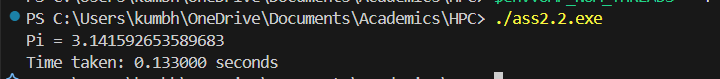 PS C:\Users\kumbh\OneDrive\Documents\Academics\HPC> ./ass2.2.exe
Pi = 3.141592653589683
Time taken: 0.133000 seconds